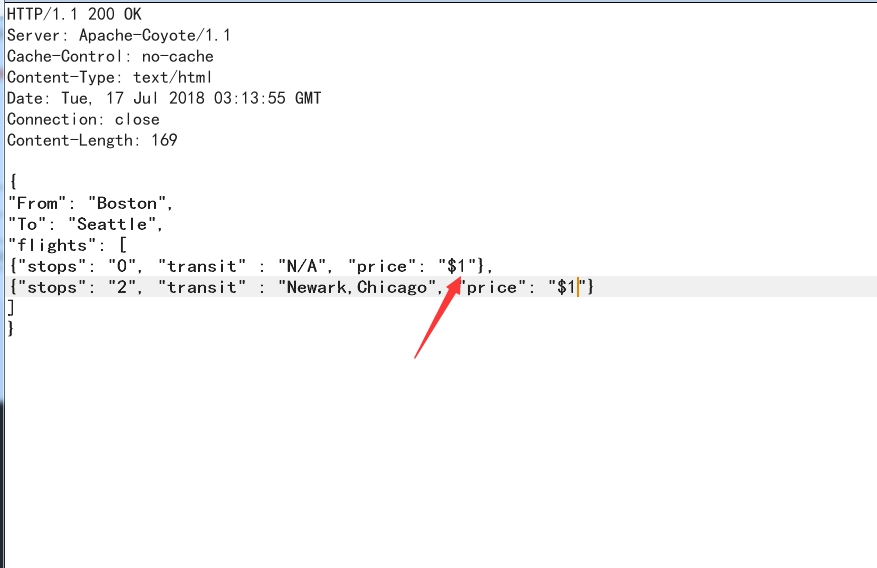 HTTP/1.1 200 OK
Server: Apache-Coyote/1.1
Cache-Control: no-cache
Content-Type: text/html
Date: Tue, 17 Jul 2018 03:13:55 GMT
Connection: close
Content-Length: 169
{
"From": "Boston",
"To": "Seattle",
"flights": [
{"stops": "0", "transit" : "N/A", "price": "$1"},
{"stops": "2", "transit" : "Newark,Chicago", "price": "$1"}
]
}